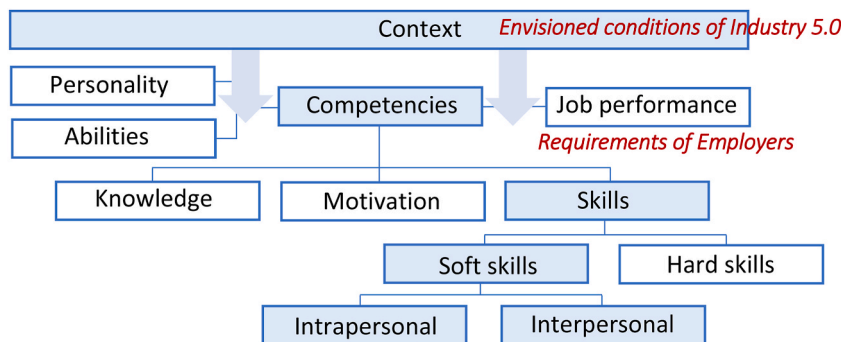 Context
Envisioned conditions of Industry 5.0
Personality
Competencies
Job performance
Abilities
Requirements of Employers
Knowledge
Motivation
Skills
Soft skills
Hard skills
Intrapersonal
Interpersonal